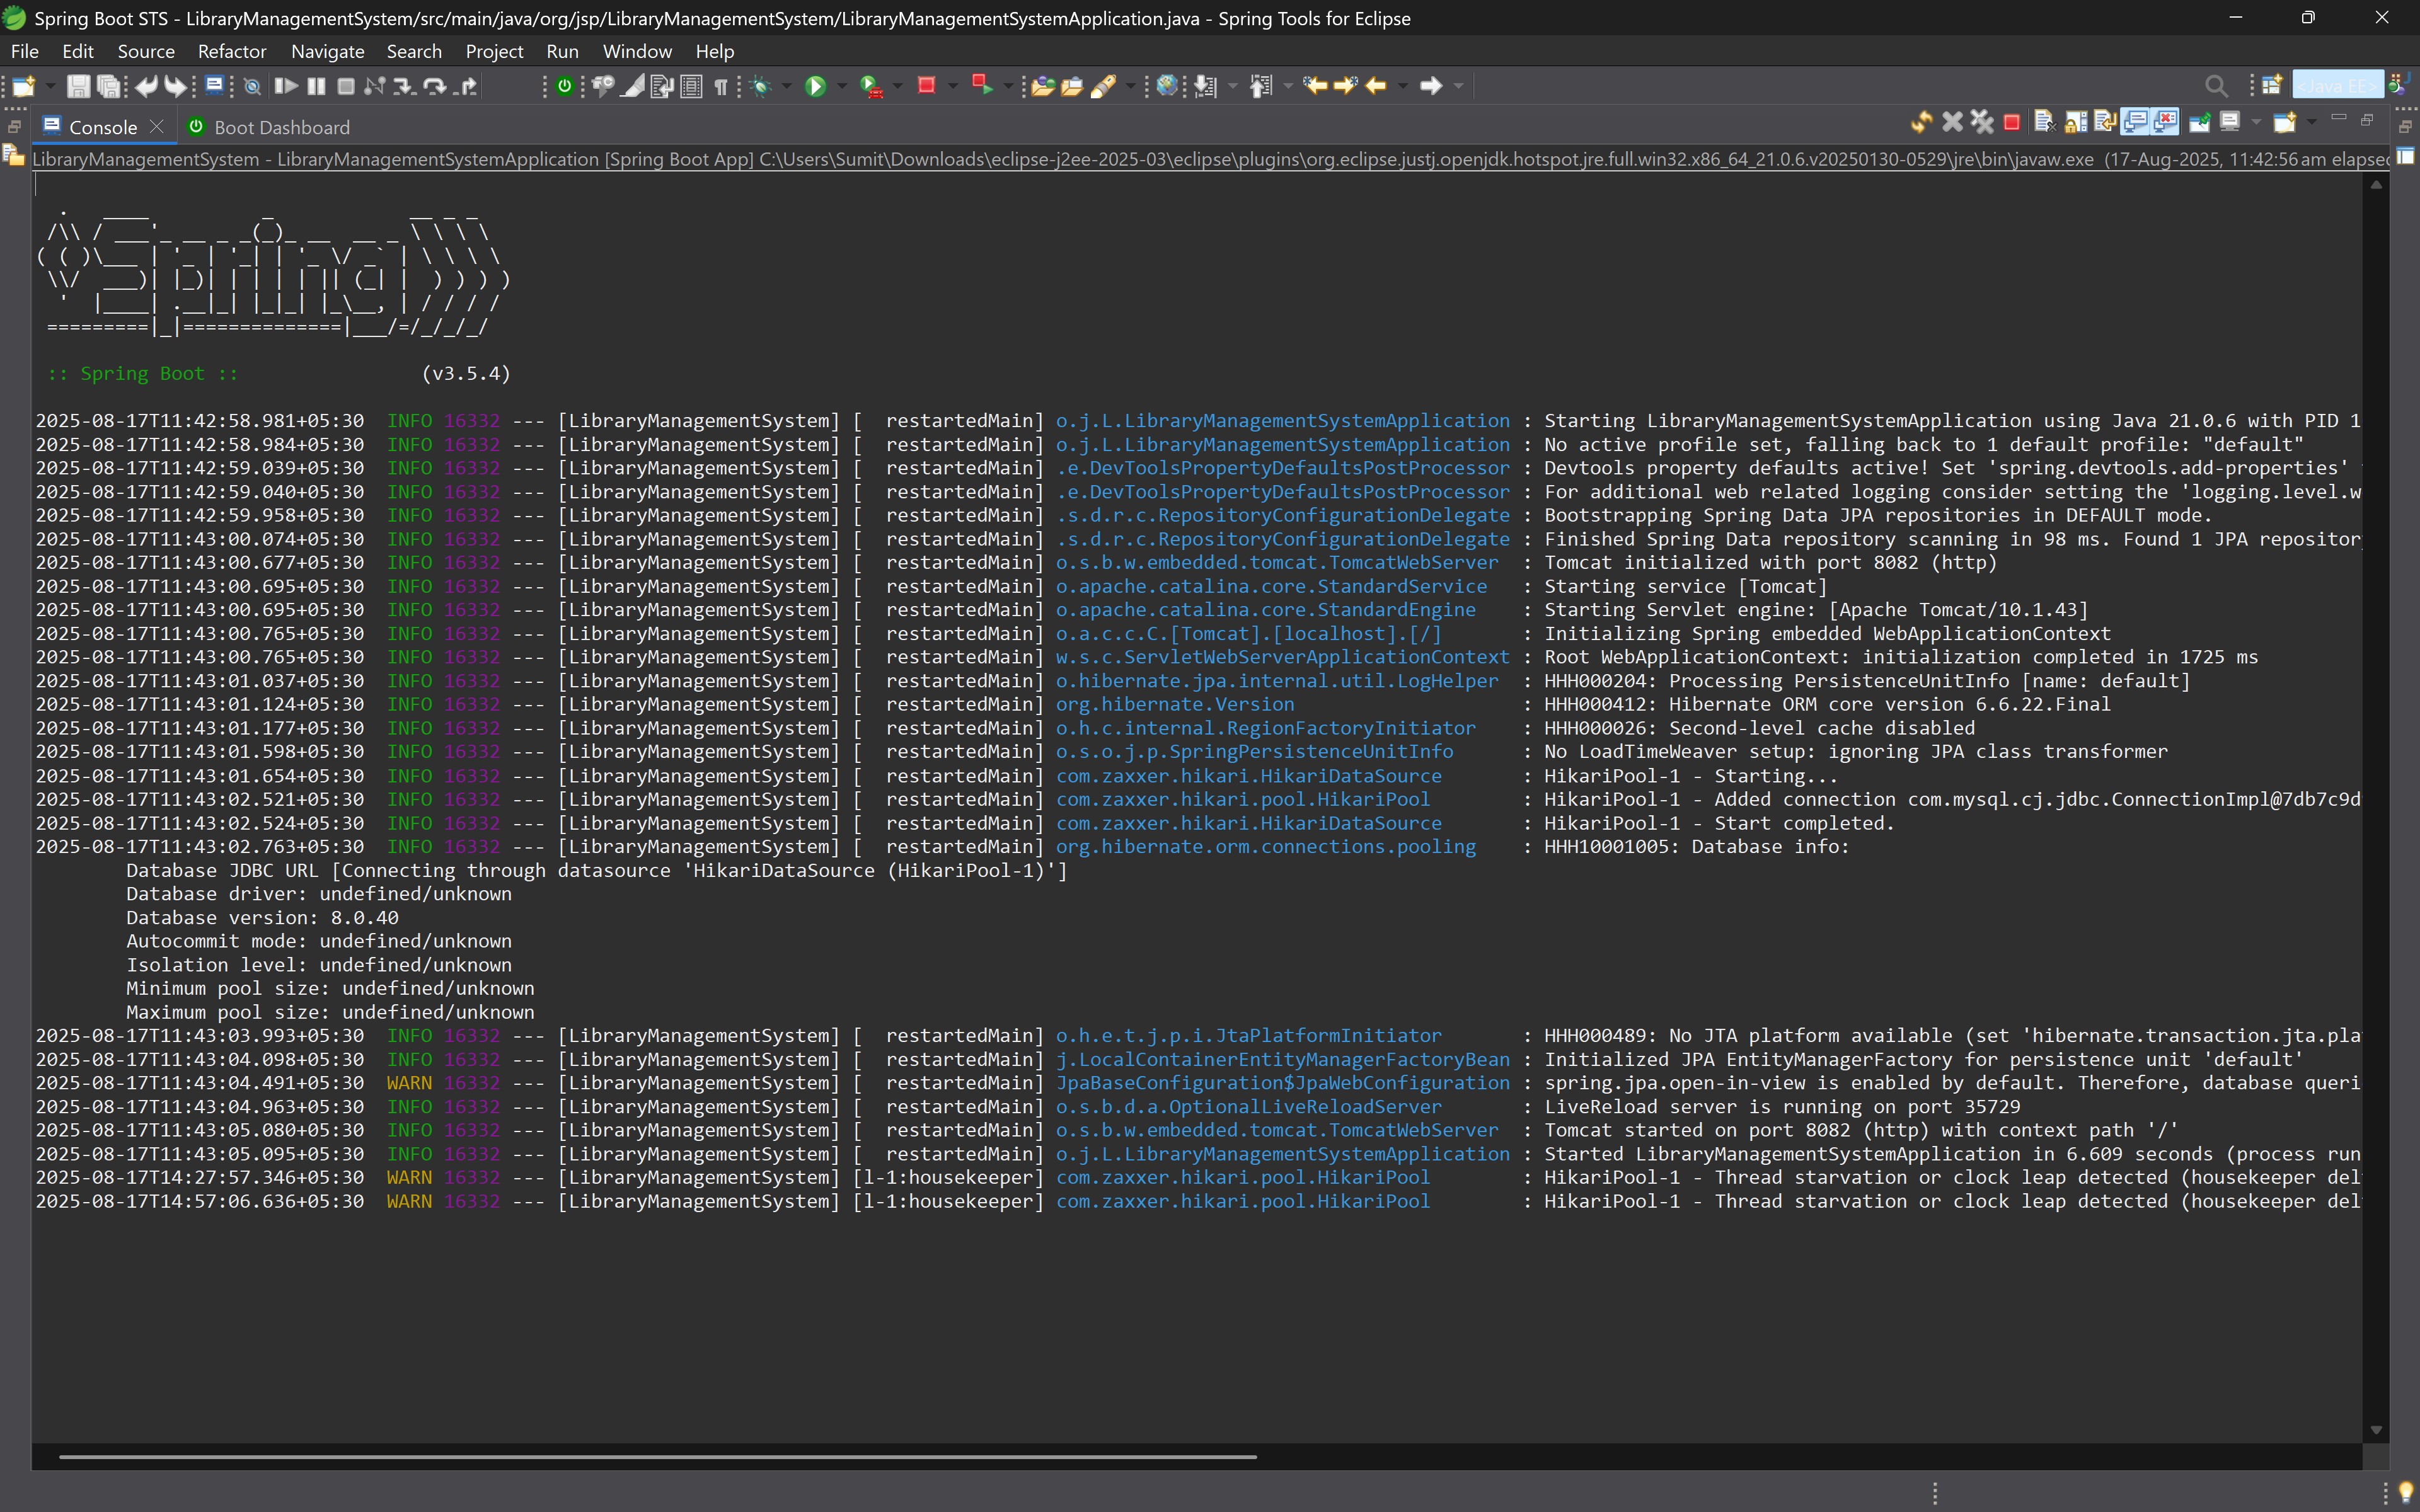 Spring Boot STS - LibraryManagementSystem/src/main/java/org/jsp/LibraryManagementSystem/LibraryManagementSystemApplication.java - Spring Tools for Eclipse
File Edit Source Refactor Navigate Search Project Run Window Help
<Java EE>
Console Boot Dashboard
LibraryManagementSystem - LibraryManagementSystemApplication [Spring Boot App] C:\Users\Sumit\Downloads\eclipse-j2ee-2025-03\eclipse\plugins\org.eclipse.justj.openjdk.hotspot.jre.full.win32.x86_64_21.0.6.v20250130-0529\jre\bin\javaw.exe (17-Aug-2025, 11:42:56 am elapsed
  .   ____          _            __ _ _
 /\\ / ___'_ __ _ _(_)_ __  __ _ \ \ \ \
( ( )\___ | '_ | '_| | '_ \/ _` | \ \ \ \
 \\/  ___)| |_)| | | | | || (_| |  ) ) ) )
  '  |____| .__|_| |_|_| |_\__, | / / / /
 =========|_|==============|___/=/_/_/_/
 :: Spring Boot ::                (v3.5.4)
2025-08-17T11:42:58.981+05:30  INFO 16332 --- [LibraryManagementSystem] [  restartedMain] o.j.L.LibraryManagementSystemApplication : Starting LibraryManagementSystemApplication using Java 21.0.6 with PID 1
2025-08-17T11:42:58.984+05:30  INFO 16332 --- [LibraryManagementSystem] [  restartedMain] o.j.L.LibraryManagementSystemApplication : No active profile set, falling back to 1 default profile: "default"
2025-08-17T11:42:59.039+05:30  INFO 16332 --- [LibraryManagementSystem] [  restartedMain] .e.DevToolsPropertyDefaultsPostProcessor : Devtools property defaults active! Set 'spring.devtools.add-properties'
2025-08-17T11:42:59.040+05:30  INFO 16332 --- [LibraryManagementSystem] [  restartedMain] .e.DevToolsPropertyDefaultsPostProcessor : For additional web related logging consider setting the 'logging.level.w
2025-08-17T11:42:59.958+05:30  INFO 16332 --- [LibraryManagementSystem] [  restartedMain] .s.d.r.c.RepositoryConfigurationDelegate : Bootstrapping Spring Data JPA repositories in DEFAULT mode.
2025-08-17T11:43:00.074+05:30  INFO 16332 --- [LibraryManagementSystem] [  restartedMain] .s.d.r.c.RepositoryConfigurationDelegate : Finished Spring Data repository scanning in 98 ms. Found 1 JPA repositor
2025-08-17T11:43:00.677+05:30  INFO 16332 --- [LibraryManagementSystem] [  restartedMain] o.s.b.w.embedded.tomcat.TomcatWebServer  : Tomcat initialized with port 8082 (http)
2025-08-17T11:43:00.695+05:30  INFO 16332 --- [LibraryManagementSystem] [  restartedMain] o.apache.catalina.core.StandardService   : Starting service [Tomcat]
2025-08-17T11:43:00.695+05:30  INFO 16332 --- [LibraryManagementSystem] [  restartedMain] o.apache.catalina.core.StandardEngine    : Starting Servlet engine: [Apache Tomcat/10.1.43]
2025-08-17T11:43:00.765+05:30  INFO 16332 --- [LibraryManagementSystem] [  restartedMain] o.a.c.c.C.[Tomcat].[localhost].[/]       : Initializing Spring embedded WebApplicationContext
2025-08-17T11:43:00.765+05:30  INFO 16332 --- [LibraryManagementSystem] [  restartedMain] w.s.c.ServletWebServerApplicationContext : Root WebApplicationContext: initialization completed in 1725 ms
2025-08-17T11:43:01.037+05:30  INFO 16332 --- [LibraryManagementSystem] [  restartedMain] o.hibernate.jpa.internal.util.LogHelper  : HHH000204: Processing PersistenceUnitInfo [name: default]
2025-08-17T11:43:01.124+05:30  INFO 16332 --- [LibraryManagementSystem] [  restartedMain] org.hibernate.Version                    : HHH000412: Hibernate ORM core version 6.6.22.Final
2025-08-17T11:43:01.177+05:30  INFO 16332 --- [LibraryManagementSystem] [  restartedMain] o.h.c.internal.RegionFactoryInitiator    : HHH000026: Second-level cache disabled
2025-08-17T11:43:01.598+05:30  INFO 16332 --- [LibraryManagementSystem] [  restartedMain] o.s.o.j.p.SpringPersistenceUnitInfo      : No LoadTimeWeaver setup: ignoring JPA class transformer
2025-08-17T11:43:01.654+05:30  INFO 16332 --- [LibraryManagementSystem] [  restartedMain] com.zaxxer.hikari.HikariDataSource       : HikariPool-1 - Starting...
2025-08-17T11:43:02.521+05:30  INFO 16332 --- [LibraryManagementSystem] [  restartedMain] com.zaxxer.hikari.pool.HikariPool        : HikariPool-1 - Added connection com.mysql.cj.jdbc.ConnectionImpl@7db7c9d
2025-08-17T11:43:02.524+05:30  INFO 16332 --- [LibraryManagementSystem] [  restartedMain] com.zaxxer.hikari.HikariDataSource       : HikariPool-1 - Start completed.
2025-08-17T11:43:02.763+05:30  INFO 16332 --- [LibraryManagementSystem] [  restartedMain] org.hibernate.orm.connections.pooling    : HHH10001005: Database info:
Database JDBC URL [Connecting through datasource 'HikariDataSource (HikariPool-1)']
Database driver: undefined/unknown
Database version: 8.0.40
Autocommit mode: undefined/unknown
Isolation level: undefined/unknown
Minimum pool size: undefined/unknown
Maximum pool size: undefined/unknown
2025-08-17T11:43:03.993+05:30  INFO 16332 --- [LibraryManagementSystem] [  restartedMain] o.h.e.t.j.p.i.JtaPlatformInitiator       : HHH000489: No JTA platform available (set 'hibernate.transaction.jta.pla
2025-08-17T11:43:04.098+05:30  INFO 16332 --- [LibraryManagementSystem] [  restartedMain] j.LocalContainerEntityManagerFactoryBean : Initialized JPA EntityManagerFactory for persistence unit 'default'
2025-08-17T11:43:04.491+05:30  WARN 16332 --- [LibraryManagementSystem] [  restartedMain] JpaBaseConfiguration$JpaWebConfiguration : spring.jpa.open-in-view is enabled by default. Therefore, database queri
2025-08-17T11:43:04.963+05:30  INFO 16332 --- [LibraryManagementSystem] [  restartedMain] o.s.b.d.a.OptionalLiveReloadServer       : LiveReload server is running on port 35729
2025-08-17T11:43:05.080+05:30  INFO 16332 --- [LibraryManagementSystem] [  restartedMain] o.s.b.w.embedded.tomcat.TomcatWebServer  : Tomcat started on port 8082 (http) with context path '/'
2025-08-17T11:43:05.095+05:30  INFO 16332 --- [LibraryManagementSystem] [  restartedMain] o.j.L.LibraryManagementSystemApplication : Started LibraryManagementSystemApplication in 6.609 seconds (process run
2025-08-17T14:27:57.346+05:30  WARN 16332 --- [LibraryManagementSystem] [l-1:housekeeper] com.zaxxer.hikari.pool.HikariPool        : HikariPool-1 - Thread starvation or clock leap detected (housekeeper del
2025-08-17T14:57:06.636+05:30  WARN 16332 --- [LibraryManagementSystem] [l-1:housekeeper] com.zaxxer.hikari.pool.HikariPool        : HikariPool-1 - Thread starvation or clock leap detected (housekeeper del